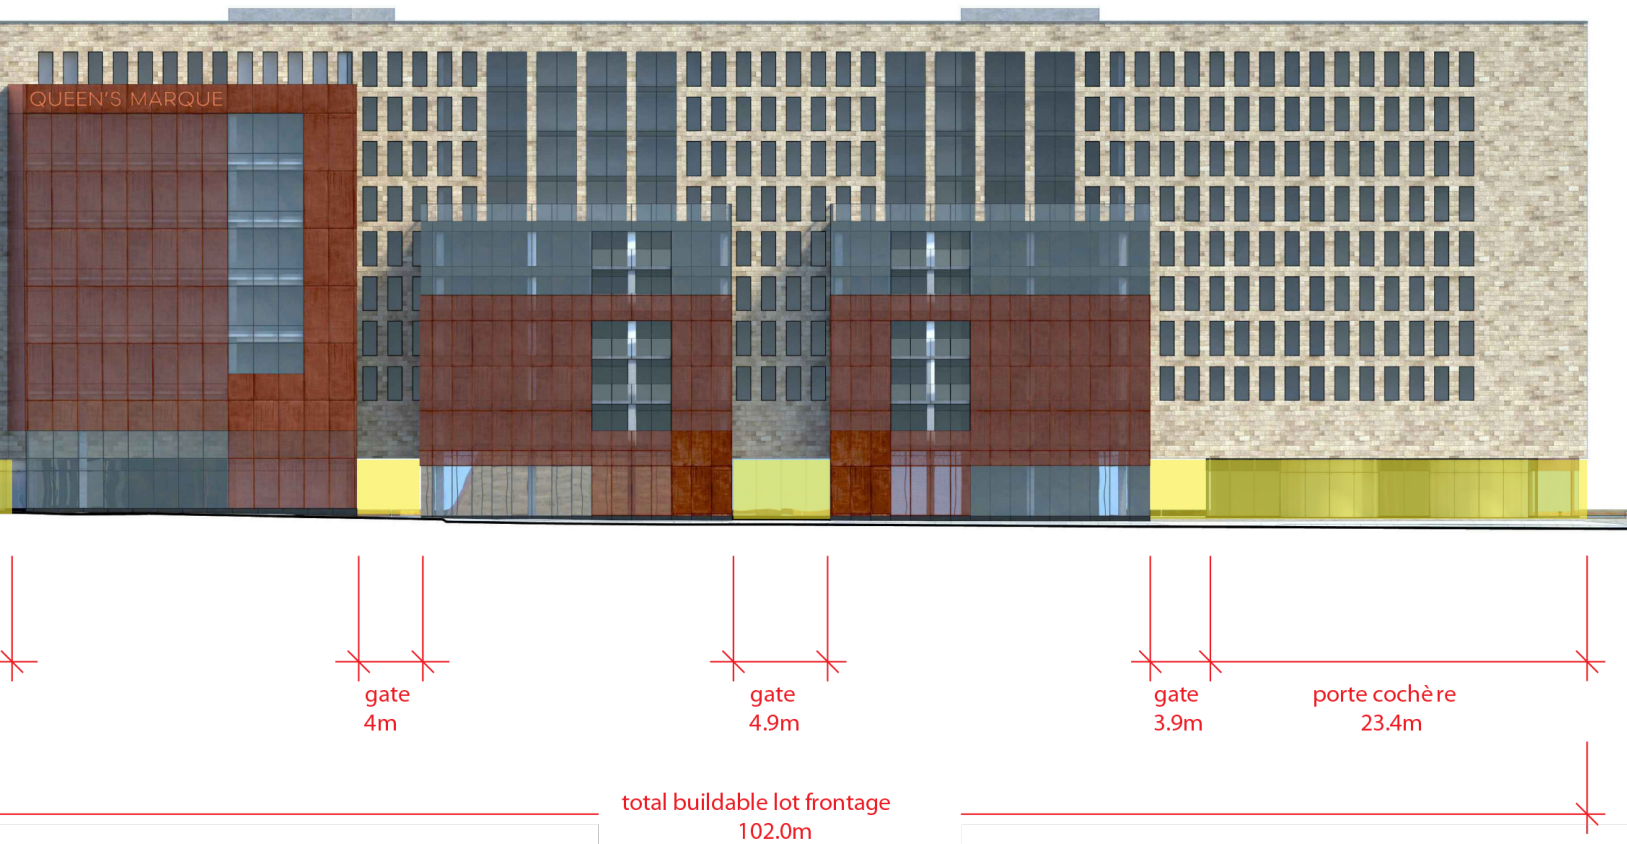 QUEEN'S MARQUE
gate
4m
gate
4.9m
gate
3.9m
porte cochère
23.4m
total buildable lot frontage
102.0m